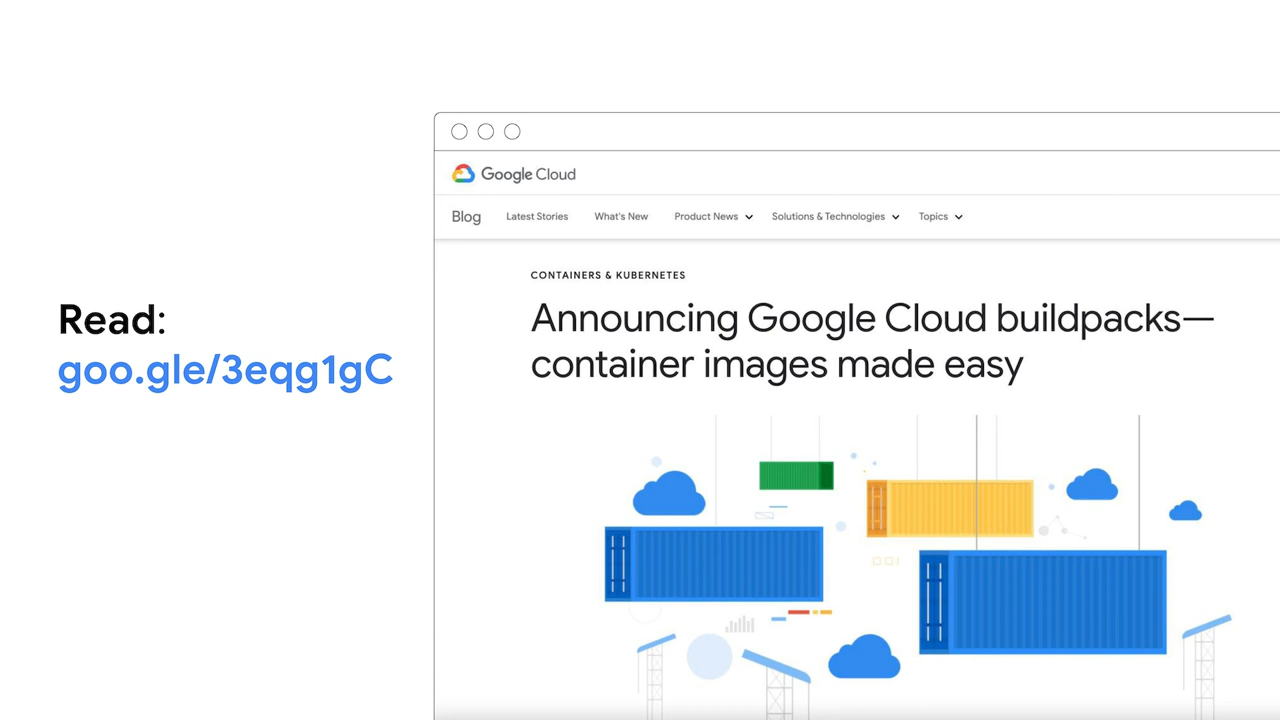 Read:
goo.gle/3eqg1gC
Google Cloud
Blog Latest Stories What's New Product News Solutions & Technologies Topics
CONTAINERS & KUBERNETES
Announcing Google Cloud buildpacks—
container images made easy